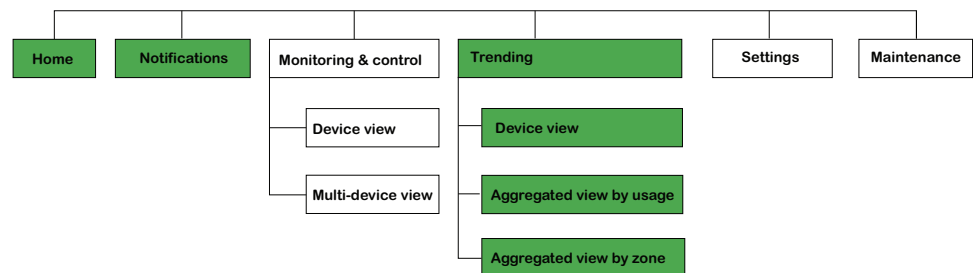 Home
Notifications
Monitoring & control
Trending
Settings
Maintenance
Device view
Multi-device view
Device view
Aggregated view by usage
Aggregated view by zone